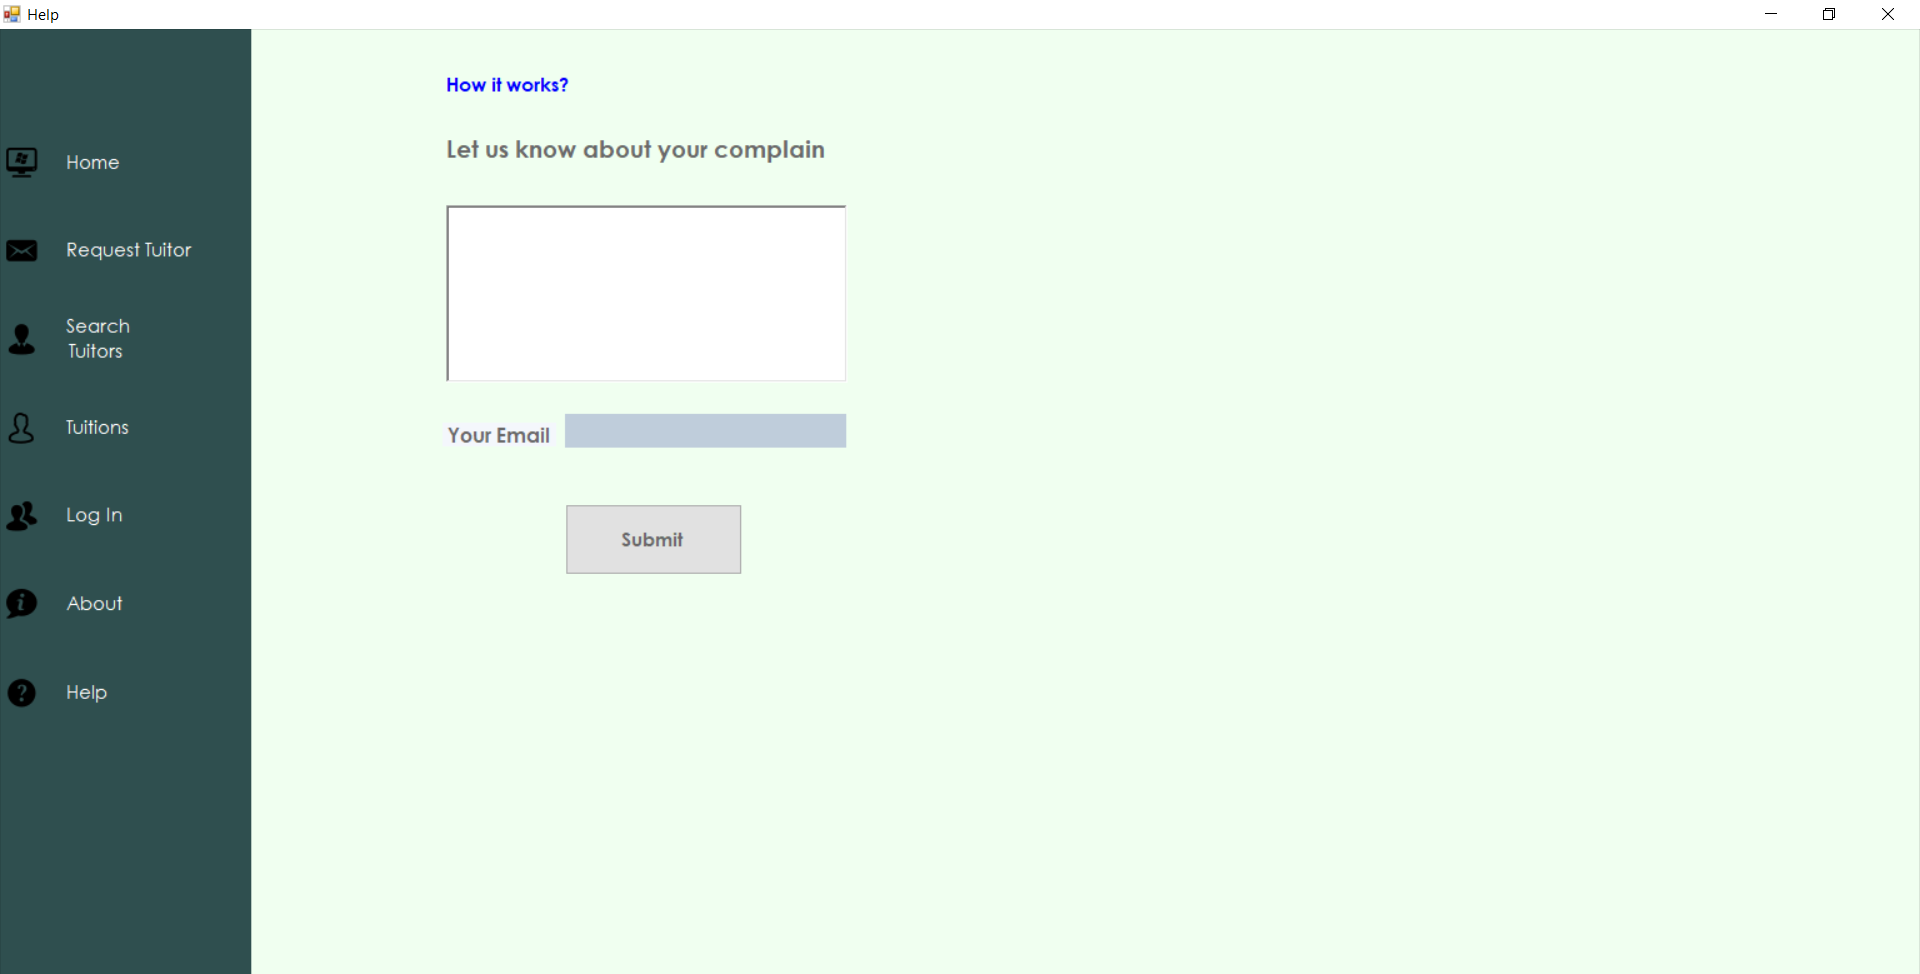 Help
Home
Request Tuitor
Search
Tuitors
Tuitions
Log In
About
Help
How it works?
Let us know about your complain
Your Email
Submit